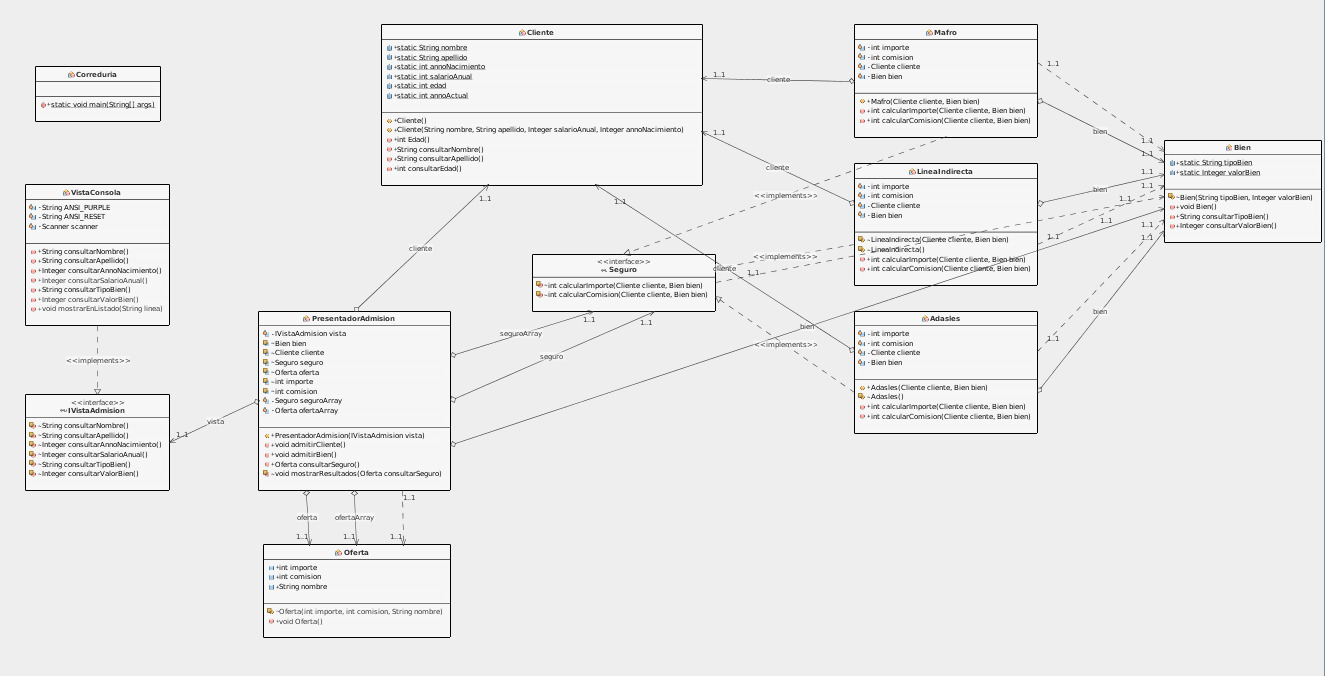 Correduria
+static void main(String[] args)
VistaConsola
-String ANSI_PURPLE
-String ANSI_RESET
-Scanner scanner
+String consultarNombre()
+String consultarApellido()
+Integer consultarAnnoNacimiento()
+Integer consultarSalarioAnual()
+String consultarTipoBien()
+Integer consultarValorBien()
+void mostrarEnListado(String linea)
<<implements>>
<<interface>>
IVistaAdmision
~String consultarNombre()
~String consultarApellido()
~Integer consultarAnnoNacimiento()
~Integer consultarSalarioAnual()
~String consultarTipoBien()
~Integer consultarValorBien()
vista
1..1
Cliente
+static String nombre
+static String apellido
+static int annoNacimiento
+static int salarioAnual
+static int edad
+static int annoActual
+Cliente()
+Cliente(String nombre, String apellido, Integer salarioAnual, Integer annoNacimiento)
+int Edad()
+String consultarNombre()
+String consultarApellido()
+int consultarEdad()
1..1
cliente
1..1
cliente
1..1
cliente
1..1
cliente
<<interface>>
Seguro
~int calcularImporte(Cliente cliente, Bien bien)
~int calcularComision(Cliente cliente, Bien bien)
1..1
seguroArray
1..1
seguro
PresentadorAdmision
-IVistaAdmision vista
~Bien bien
~Cliente cliente
~Seguro seguro
~Oferta oferta
~int importe
~int comision
-Seguro seguroArray
-Oferta ofertaArray
+PresentadorAdmision(IVistaAdmision vista)
+void admitirCliente()
+void admitirBien()
+Oferta consultarSeguro()
~void mostrarResultados(Oferta consultarSeguro)
1..1
oferta
ofertaArray
1..1
1..1
1..1
Oferta
+int importe
+int comision
+String nombre
~Oferta(int importe, int comision, String nombre)
+void Oferta()
Mafro
-int importe
-int comision
-Cliente cliente
-Bien bien
+Mafro(Cliente cliente, Bien bien)
+int calcularImporte(Cliente cliente, Bien bien)
+int calcularComision(Cliente cliente, Bien bien)
<<implements>>
LineaIndirecta
-int importe
-int comision
-Cliente cliente
-Bien bien
~LineaIndirecta(Cliente cliente, Bien bien)
~LineaIndirecta()
+int calcularImporte(Cliente cliente, Bien bien)
+int calcularComision(Cliente cliente, Bien bien)
<<implements>>
1..1
bien
<<implements>>
Adasles
-int importe
-int comision
-Cliente cliente
-Bien bien
+Adasles(Cliente cliente, Bien bien)
~Adasles()
+int calcularImporte(Cliente cliente, Bien bien)
+int calcularComision(Cliente cliente, Bien bien)
1..1
bien
1..1
1..1
bien
1..1
1..1
1..1
1..1
1..1
bien
1..1
1..1
1..1
Bien
+static String tipoBien
+static Integer valorBien
~Bien(String tipoBien, Integer valorBien)
+void Bien()
+String consultarTipoBien()
+Integer consultarValorBien()